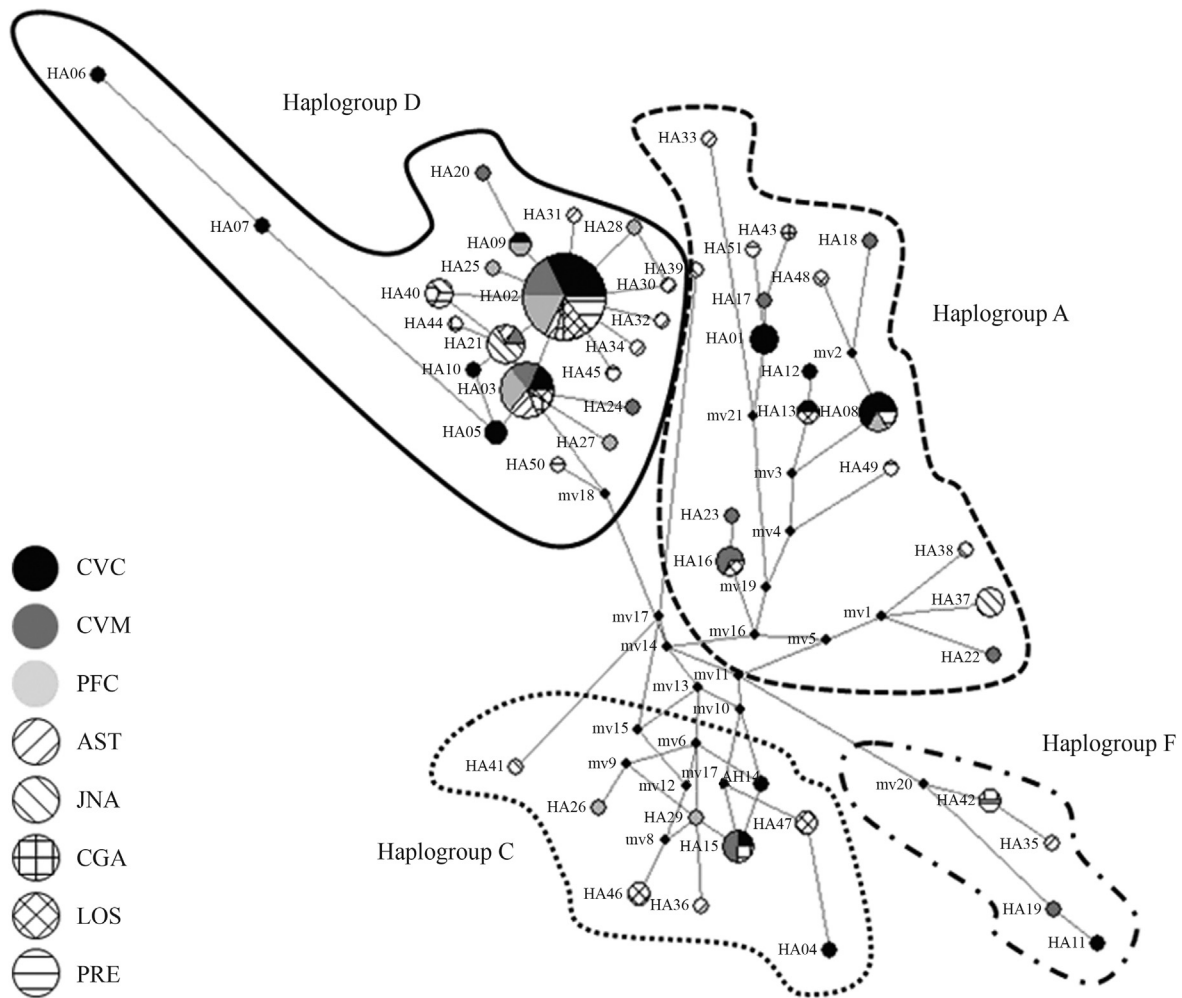 HA06
Haplogroup D
HA33
HA20
HA31
HA28
HA07
HA09
HA43
HA51
HA18
HA25
HA39
HA48
HA40
HA02
HA30
HA17
Haplogroup A
HA44
HA32
HA01
HA21
HA34
mv2
HA10
HA45
HA12
HA03
HA24
mv21
HA13
HA08
HA05
HA27
HA50
mv3
HA49
mv18
HA23
mv4
CVC
HA16
HA38
mv19
HA37
CVM
mv17
mv1
mv14
mv16
mv5
HA22
PFC
mv13
mv11
mv10
AST
mv15
mv6
Haplogroup F
HA41
mv9
mv12
mv17
AH14
mv20
JNA
HA26
HA29
HA47
HA42
Haplogroup C
mv8
HA15
HA35
CGA
HA46
HA36
LOS
HA19
HA04
HA11
PRE